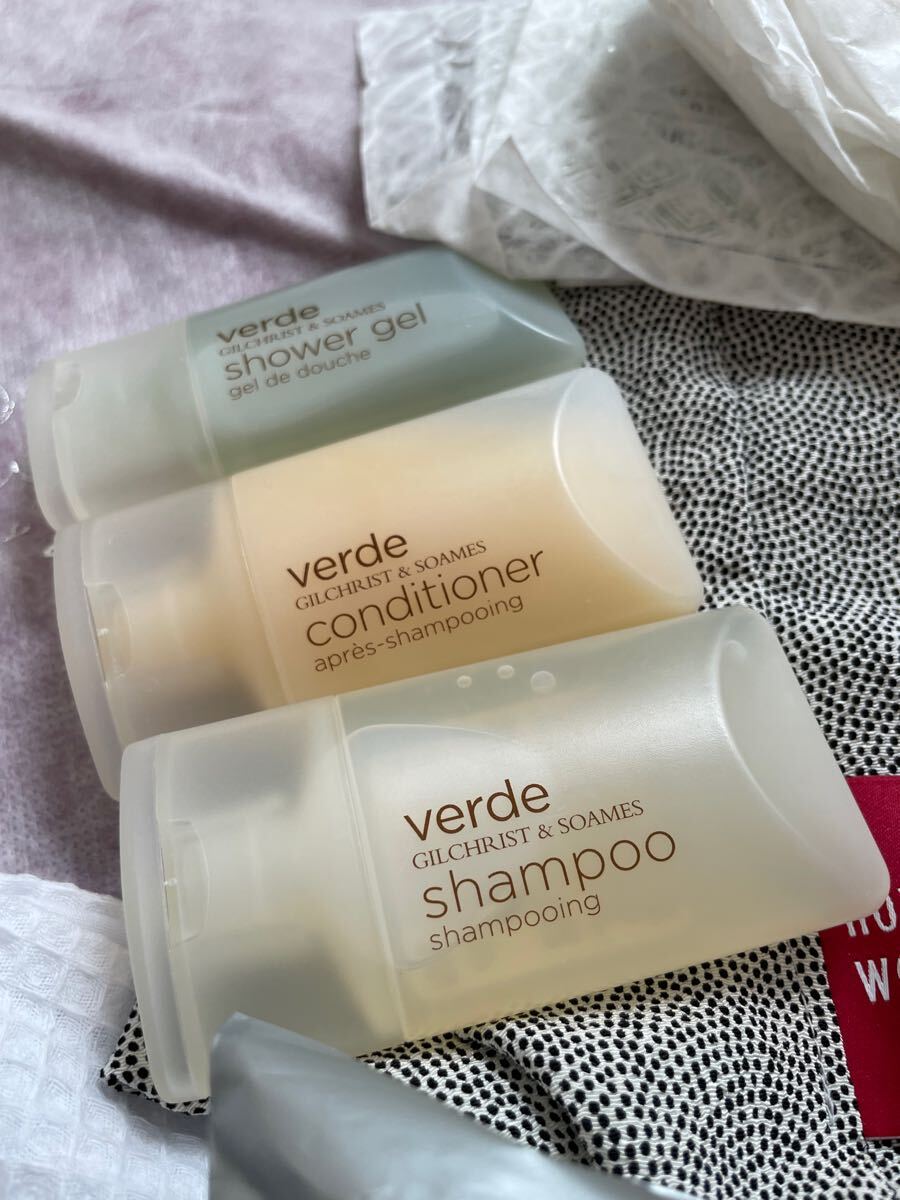 verde
GILCHRIST & SOAMES
shower gel
gel de douche
verde
GILCHRIST & SOAMES
conditioner
après-shampooing
verde
GILCHRIST & SOAMES
shampoo
shampooing